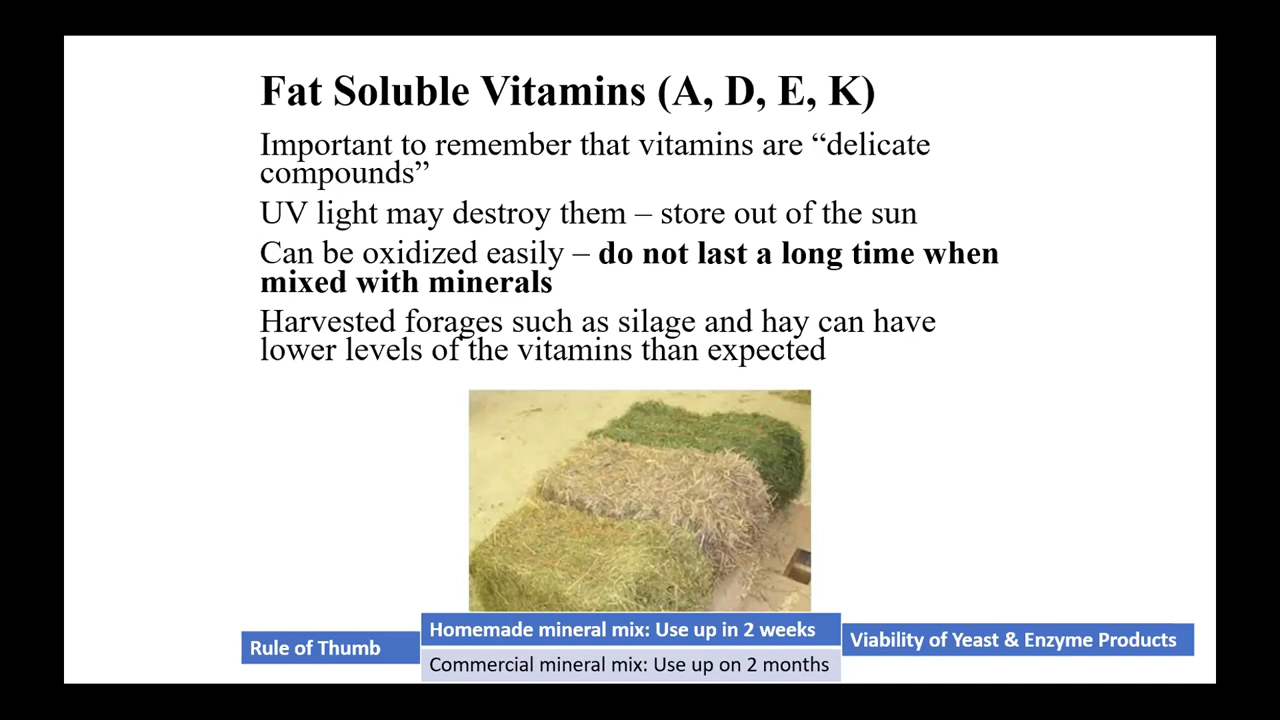 Fat Soluble Vitamins (A, D, E, K)
Important to remember that vitamins are “delicate
compounds”
UV light may destroy them – store out of the sun
Can be oxidized easily – do not last a long time when
mixed with minerals
Harvested forages such as silage and hay can have
lower levels of the vitamins than expected
Rule of Thumb
Homemade mineral mix: Use up in 2 weeks
Commercial mineral mix: Use up on 2 months
Viability of Yeast & Enzyme Products